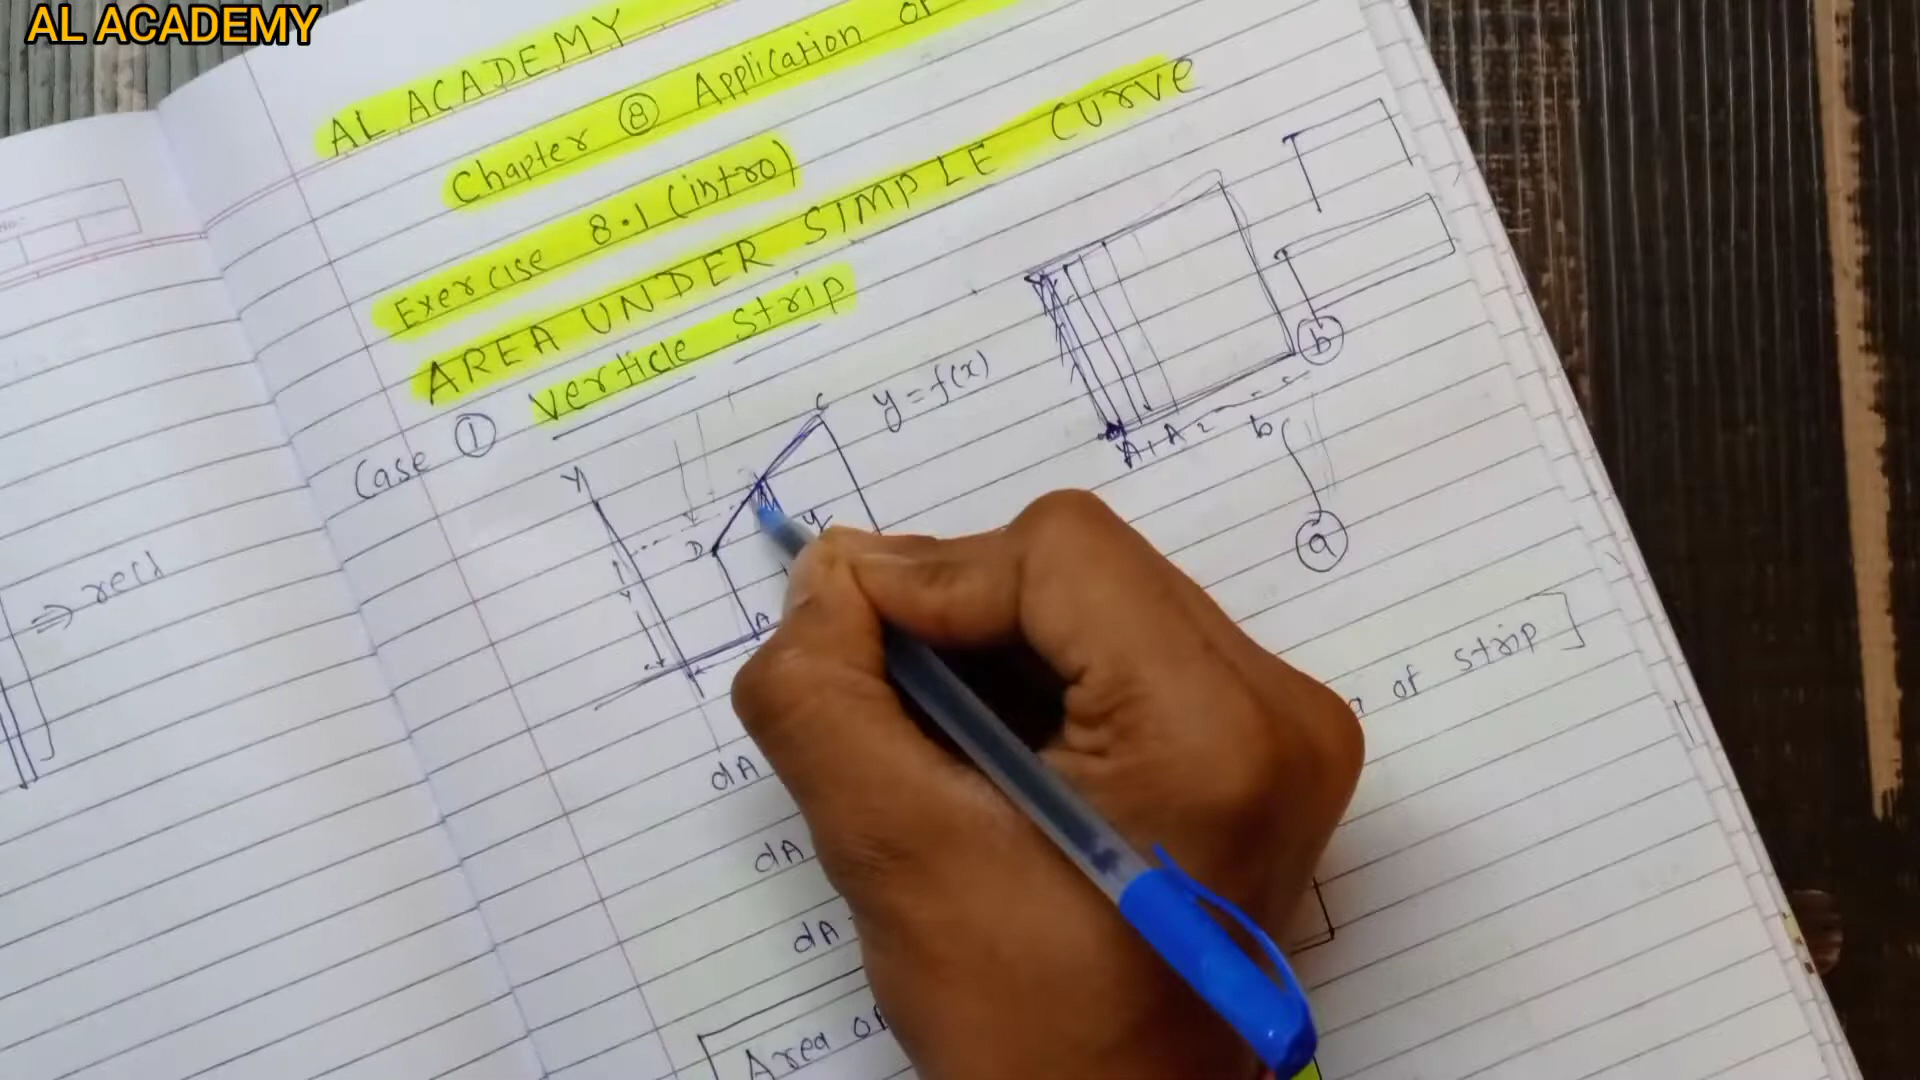 AL ACADEMY
AL ACADEMY
Chapter ⑧ Application of
Exercise 8.1 (intro)
AREA UNDER SIMPLE CURVE
Case ① Verticle Strip
y = f(x)
C
Y
D
y
A
A1 A2
b
b
a
⇒ rect
of strip]
dA
dA
dA
Area of